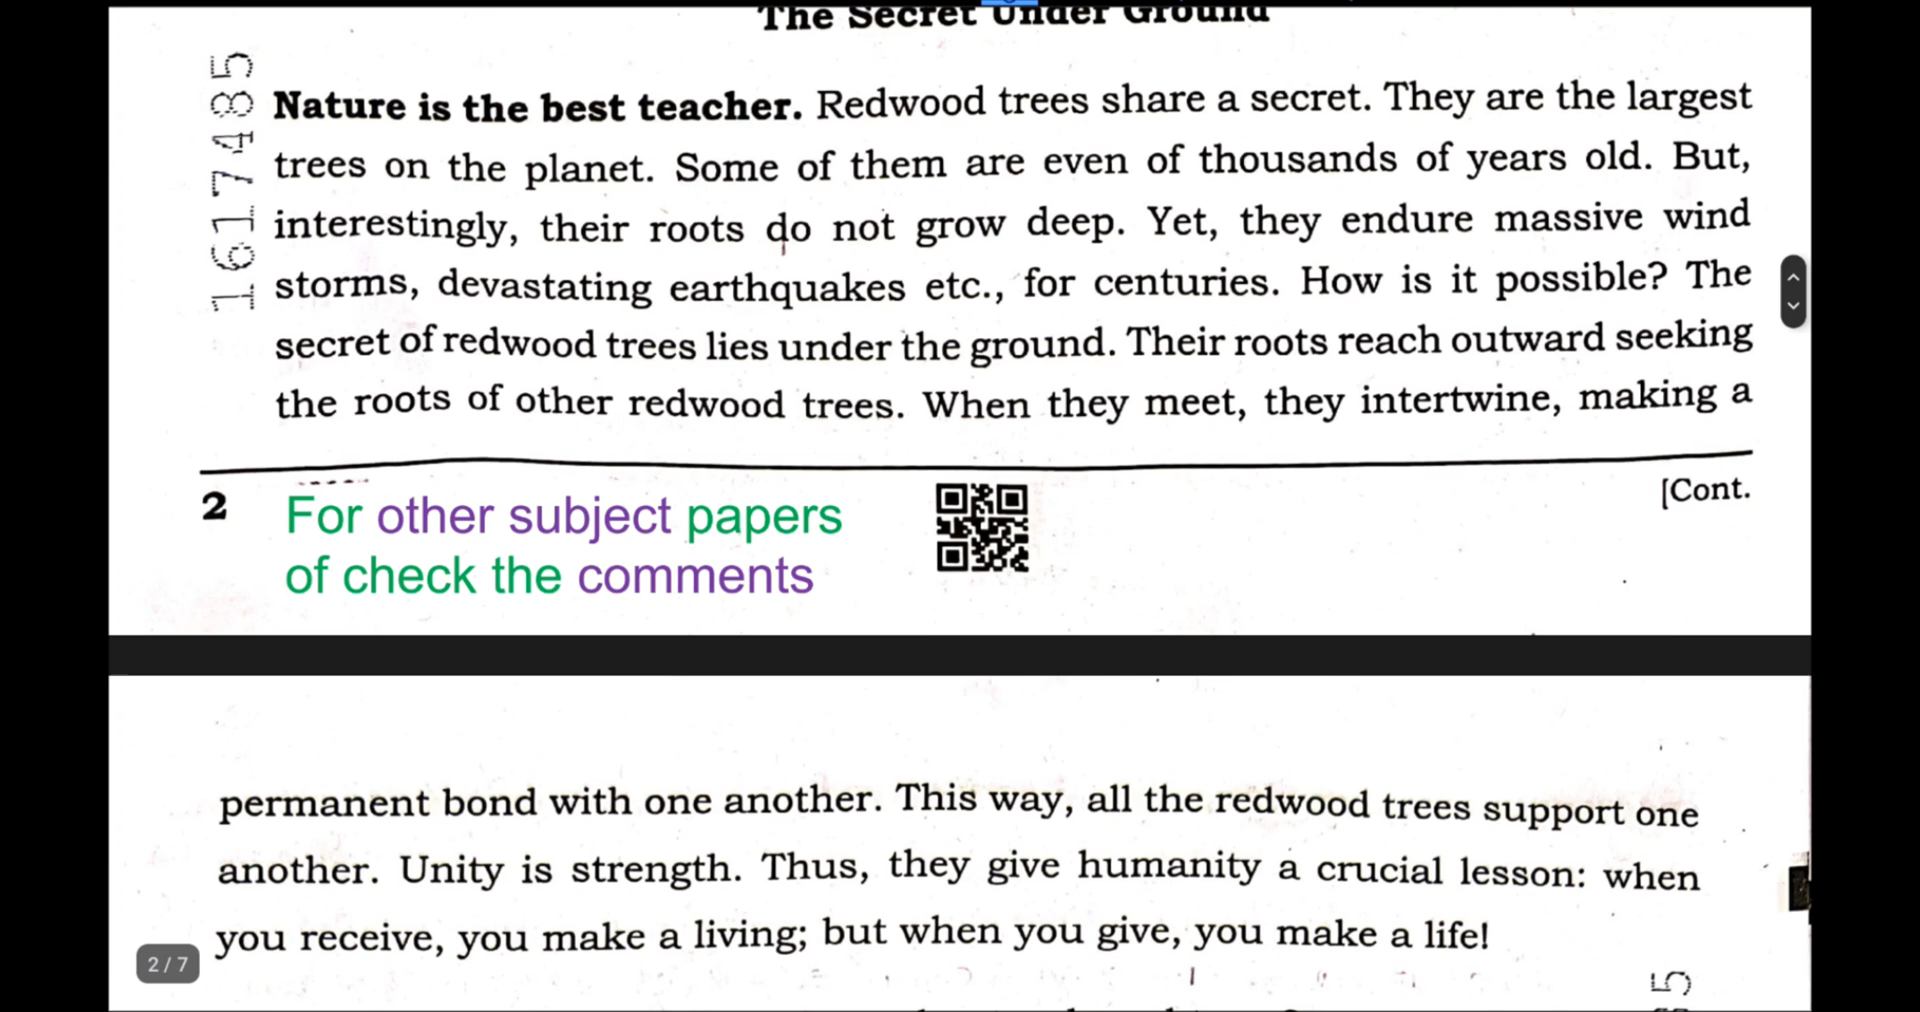 The Secret Under Ground
1617485
Nature is the best teacher. Redwood trees share a secret. They are the largest
trees on the planet. Some of them are even of thousands of years old. But,
interestingly, their roots do not grow deep. Yet, they endure massive wind
storms, devastating earthquakes etc., for centuries. How is it possible? The
secret of redwood trees lies under the ground. Their roots reach outward seeking
the roots of other redwood trees. When they meet, they intertwine, making a
2
[Cont.
For other subject papers
of check the comments
permanent bond with one another. This way, all the redwood trees support one
another. Unity is strength. Thus, they give humanity a crucial lesson: when
you receive, you make a living; but when you give, you make a life!
2 / 7